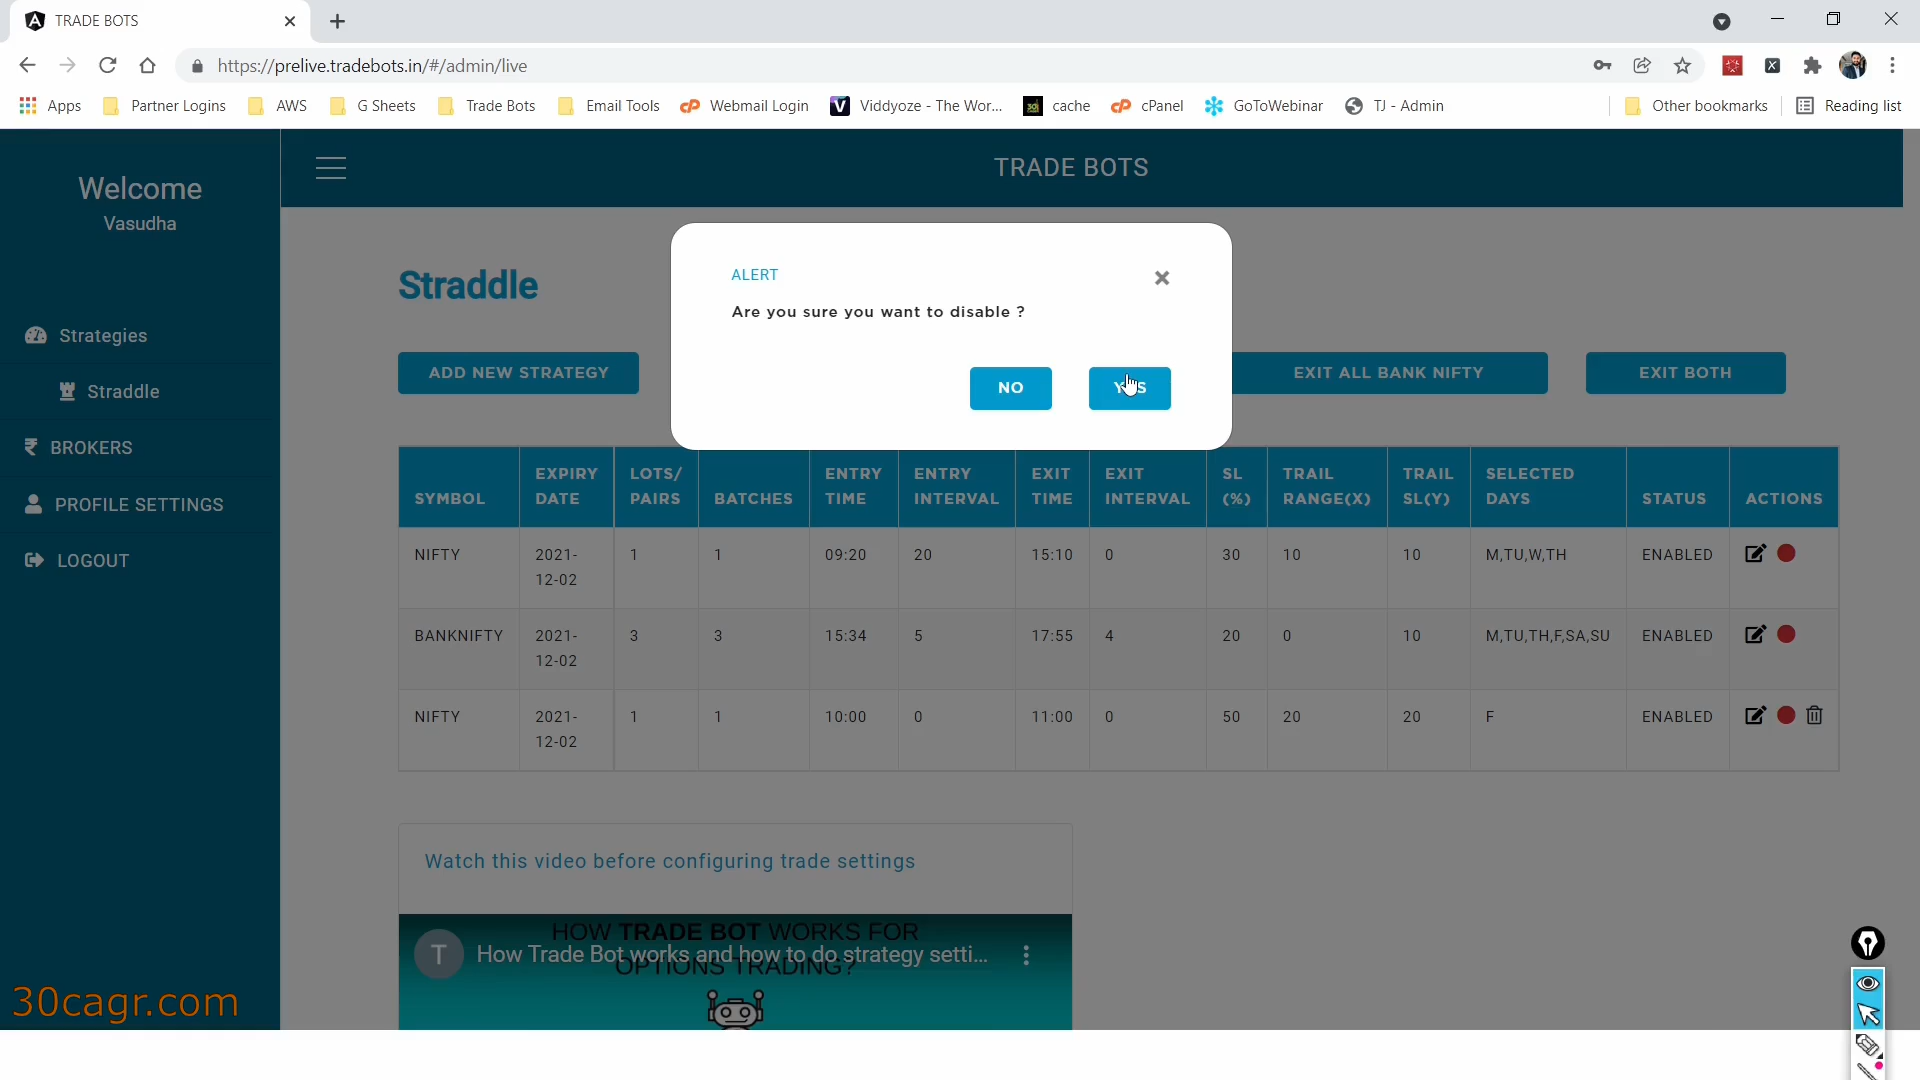 TRADE BOTS
https://prelive.tradebots.in/#/admin/live
Apps Partner Logins AWS G Sheets Trade Bots Email Tools Webmail Login Viddyoze - The Wor... cache cPanel GoToWebinar TJ - Admin Other bookmarks Reading list
Welcome
Vasudha
Strategies
Straddle
BROKERS
PROFILE SETTINGS
LOGOUT
TRADE BOTS
Straddle
ALERT
Are you sure you want to disable ?
NO YES
ADD NEW STRATEGY EXIT ALL BANK NIFTY EXIT BOTH
SYMBOL EXPIRY DATE LOTS/ PAIRS BATCHES ENTRY TIME ENTRY INTERVAL EXIT TIME EXIT INTERVAL SL (%) TRAIL RANGE(X) TRAIL SL(Y) SELECTED DAYS STATUS ACTIONS
NIFTY 2021-12-02 1 1 09:20 20 15:10 0 30 10 10 M,TU,W,TH ENABLED
BANKNIFTY 2021-12-02 3 3 15:34 5 17:55 4 20 0 10 M,TU,TH,F,SA,SU ENABLED
NIFTY 2021-12-02 1 1 10:00 0 11:00 0 50 20 20 F ENABLED
Watch this video before configuring trade settings
HOW TRADE BOT WORKS FOR
T How Trade Bot works and how to do strategy setti...
OPTIONS TRADING?
30cagr.com